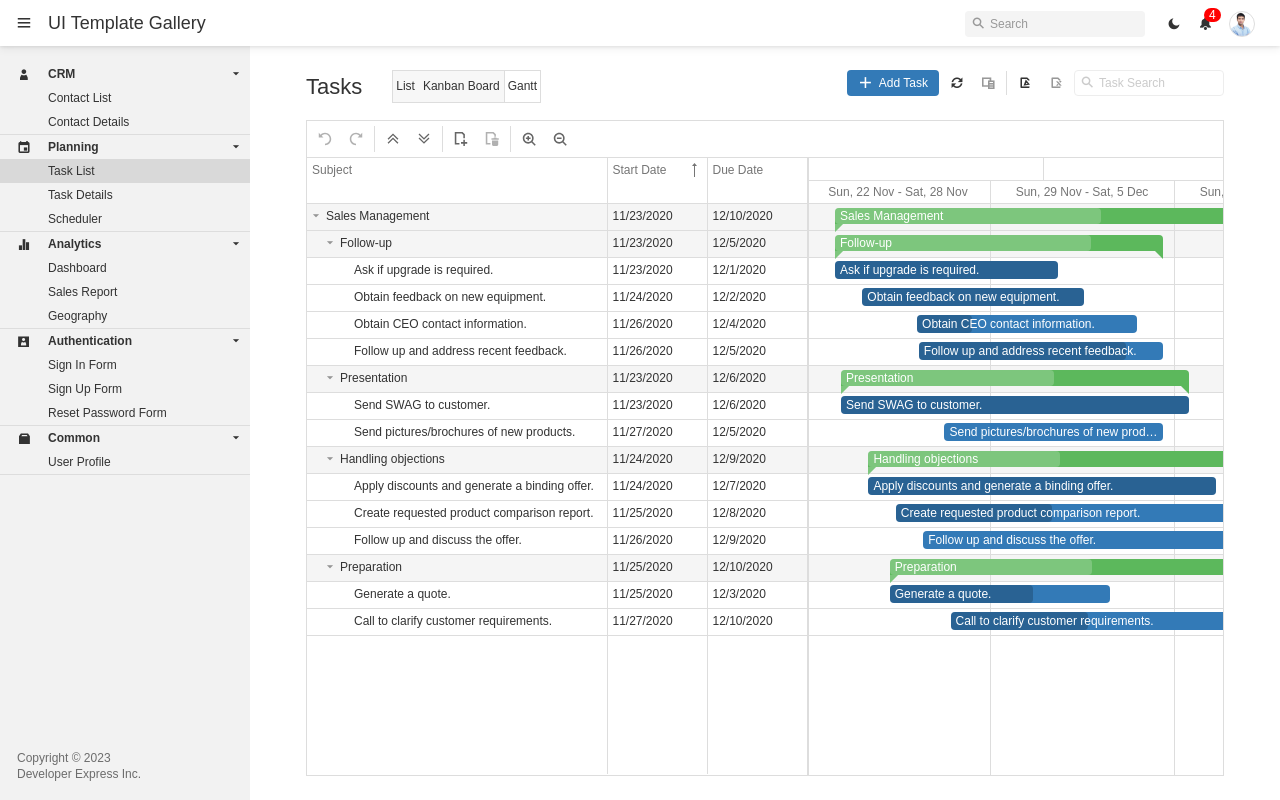 UI Template Gallery
Search
4
CRM
Contact List
Contact Details
Planning
Task List
Task Details
Scheduler
Analytics
Dashboard
Sales Report
Geography
Authentication
Sign In Form
Sign Up Form
Reset Password Form
Common
User Profile
Copyright © 2023
Developer Express Inc.
Tasks
List Kanban Board Gantt
Add Task
Task Search
Subject Start Date Due Date
Sun, 22 Nov - Sat, 28 Nov Sun, 29 Nov - Sat, 5 Dec Sun,
Sales Management 11/23/2020 12/10/2020 Sales Management
Follow-up 11/23/2020 12/5/2020 Follow-up
Ask if upgrade is required. 11/23/2020 12/1/2020 Ask if upgrade is required.
Obtain feedback on new equipment. 11/24/2020 12/2/2020 Obtain feedback on new equipment.
Obtain CEO contact information. 11/26/2020 12/4/2020 Obtain CEO contact information.
Follow up and address recent feedback. 11/26/2020 12/5/2020 Follow up and address recent feedback.
Presentation 11/23/2020 12/6/2020 Presentation
Send SWAG to customer. 11/23/2020 12/6/2020 Send SWAG to customer.
Send pictures/brochures of new products. 11/27/2020 12/5/2020 Send pictures/brochures of new prod…
Handling objections 11/24/2020 12/9/2020 Handling objections
Apply discounts and generate a binding offer. 11/24/2020 12/7/2020 Apply discounts and generate a binding offer.
Create requested product comparison report. 11/25/2020 12/8/2020 Create requested product comparison report.
Follow up and discuss the offer. 11/26/2020 12/9/2020 Follow up and discuss the offer.
Preparation 11/25/2020 12/10/2020 Preparation
Generate a quote. 11/25/2020 12/3/2020 Generate a quote.
Call to clarify customer requirements. 11/27/2020 12/10/2020 Call to clarify customer requirements.